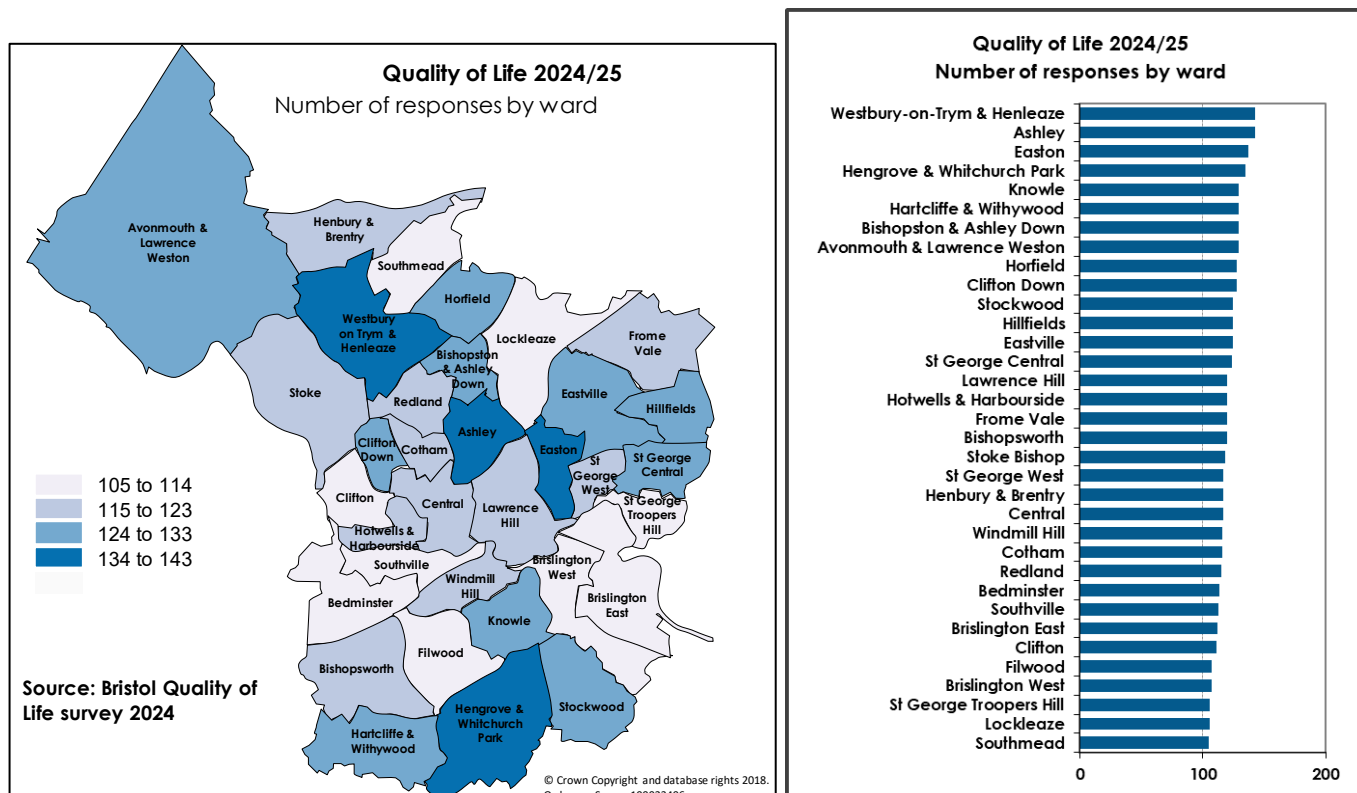 Quality of Life 2024/25
Number of responses by ward
Avonmouth &
Lawrence
Weston
Henbury &
Brentry
Southmead
Horfield
Westbury
on Trym &
Henleaze
Lockleaze
Frome
Vale
Bishopston
& Ashley
Down
Stoke
Redland
Eastville
Hillfields
Ashley
Clifton
Down
Cotham
Easton
St George
Central
St
George
West
Clifton
Central
Lawrence
Hill
St George
Troopers
Hill
Hotwells &
Harbourside
Southville
Brislington
West
Windmill
Hill
Bedminster
Brislington
East
Knowle
Filwood
Bishopsworth
Stockwood
Hengrove &
Whitchurch
Park
Hartcliffe &
Withywood
105 to 114
115 to 123
124 to 133
134 to 143
Source: Bristol Quality of
Life survey 2024
© Crown Copyright and database rights 2018.
Quality of Life 2024/25
Number of responses by ward
Westbury-on-Trym & Henleaze
Ashley
Easton
Hengrove & Whitchurch Park
Knowle
Hartcliffe & Withywood
Bishopston & Ashley Down
Avonmouth & Lawrence Weston
Horfield
Clifton Down
Stockwood
Hillfields
Eastville
St George Central
Lawrence Hill
Hotwells & Harbourside
Frome Vale
Bishopsworth
Stoke Bishop
St George West
Henbury & Brentry
Central
Windmill Hill
Cotham
Redland
Bedminster
Southville
Brislington East
Clifton
Filwood
Brislington West
St George Troopers Hill
Lockleaze
Southmead
0 100 200